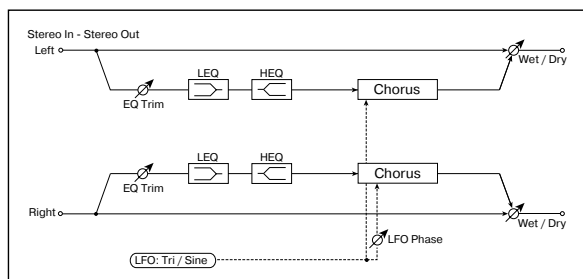 Stereo In - Stereo Out
Left
Wet / Dry
EQ Trim
LEQ
HEQ
Chorus
LEQ
HEQ
EQ Trim
Chorus
Right
Wet / Dry
LFO Phase
LFO: Tri / Sine